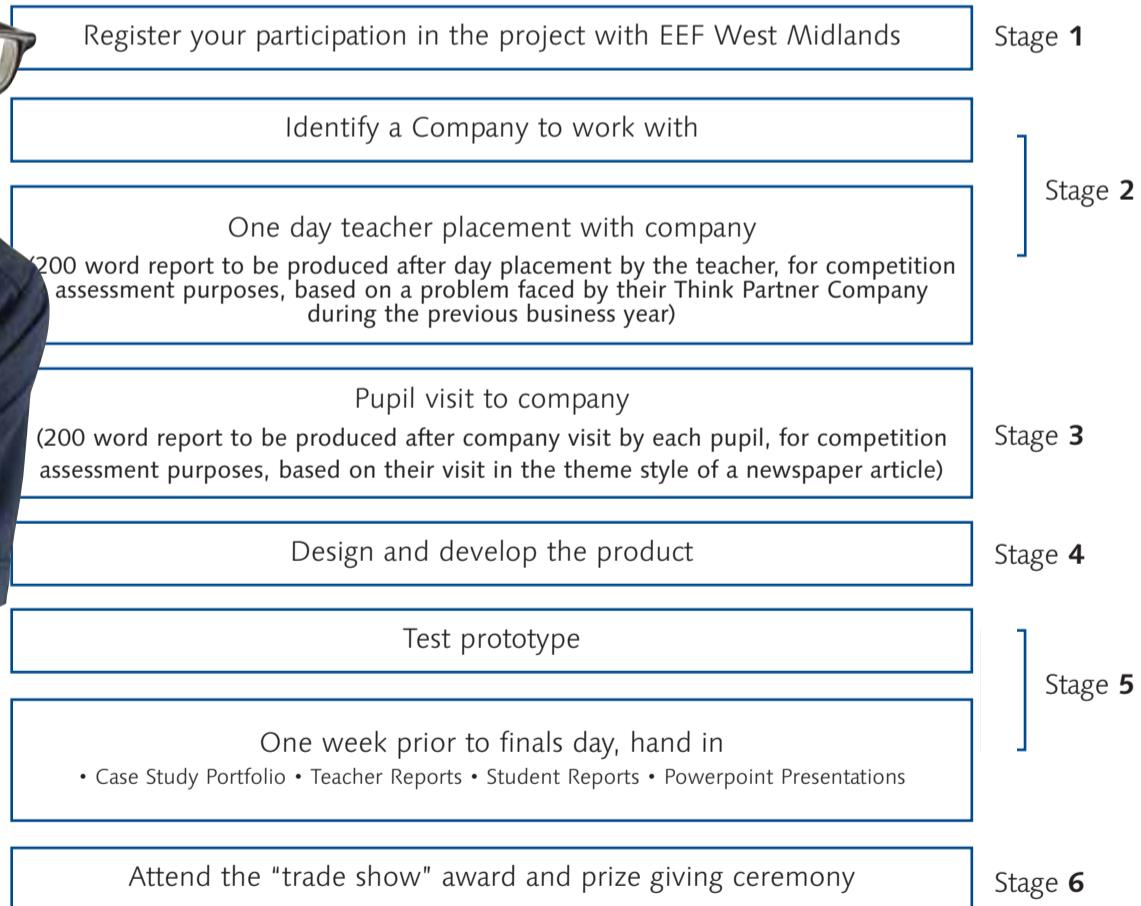 Register your participation in the project with EEF West Midlands
Stage 1
Identify a Company to work with
Stage 2
One day teacher placement with company
(200 word report to be produced after day placement by the teacher, for competition
assessment purposes, based on a problem faced by their Think Partner Company
during the previous business year)
Pupil visit to company
(200 word report to be produced after company visit by each pupil, for competition
assessment purposes, based on their visit in the theme style of a newspaper article)
Stage 3
Design and develop the product
Stage 4
Test prototype
Stage 5
One week prior to finals day, hand in
• Case Study Portfolio • Teacher Reports • Student Reports • Powerpoint Presentations
Attend the “trade show” award and prize giving ceremony
Stage 6